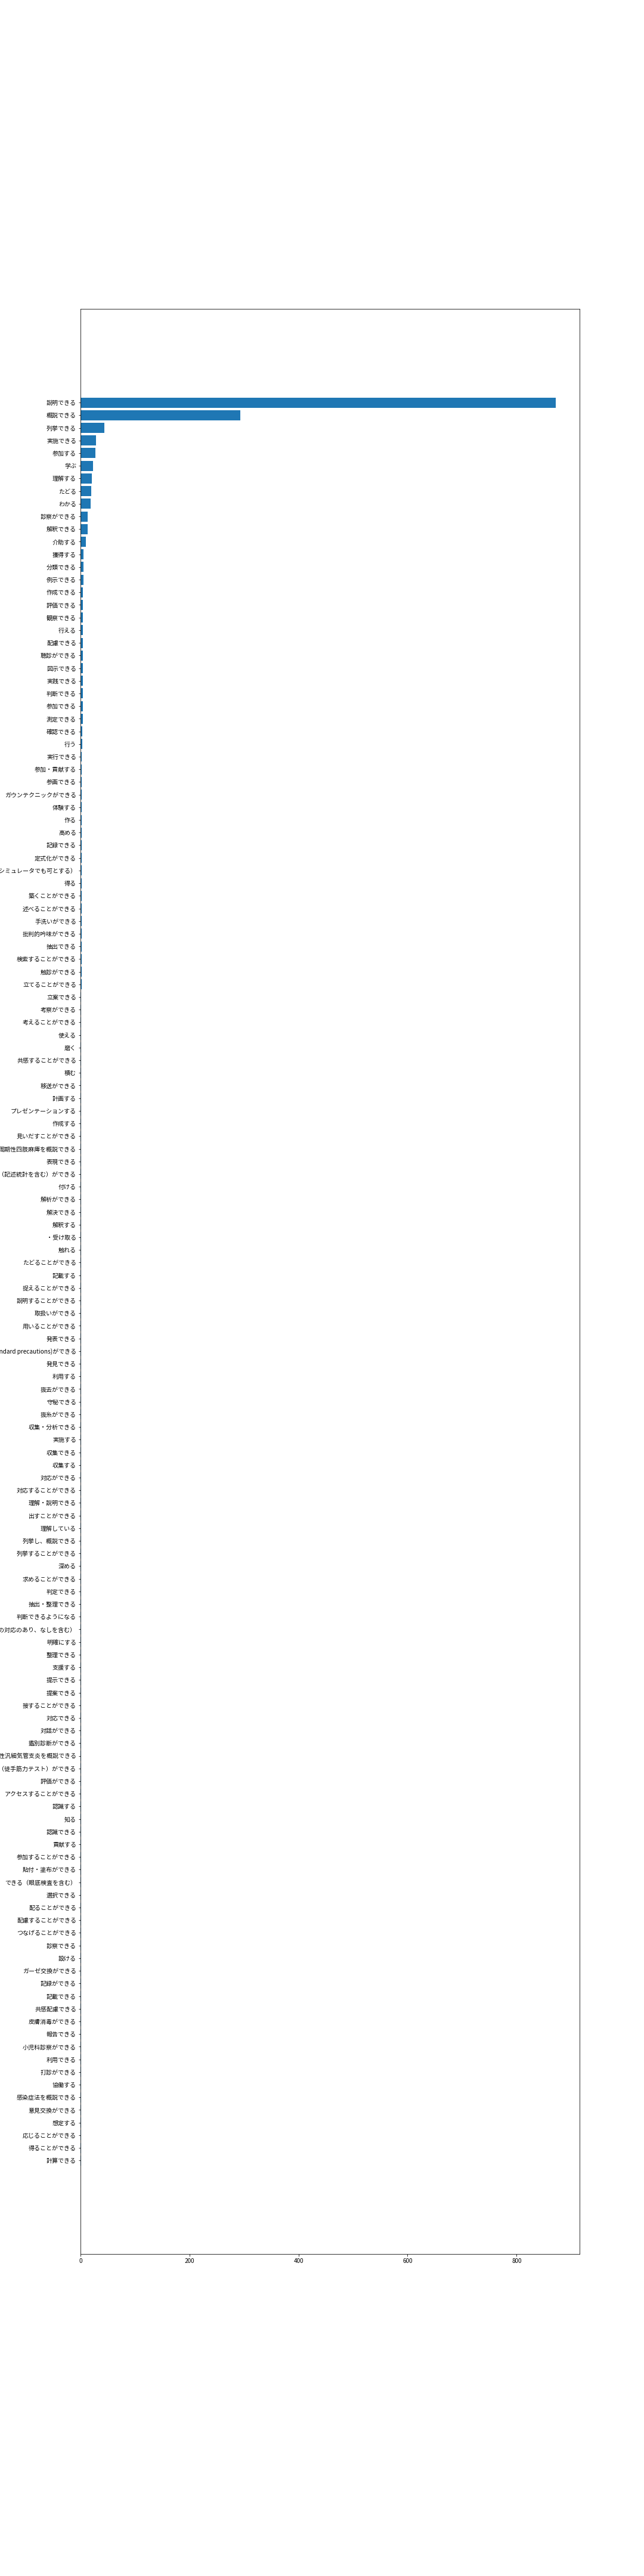 説明できる
概説できる
列挙できる
実施できる
参加する
学ぶ
理解する
たどる
わかる
診察ができる
解釈できる
介助する
獲得する
分類できる
例示できる
作成できる
評価できる
観察できる
行える
配慮できる
聴診ができる
図示できる
実践できる
判断できる
参加できる
測定できる
確認できる
行う
実行できる
参加・貢献する
参画できる
ガウンテクニックができる
体験する
作る
高める
記録できる
定式化ができる
シミュレータでも可とする）
得る
築くことができる
述べることができる
手洗いができる
批判的吟味ができる
抽出できる
検索することができる
触診ができる
立てることができる
立案できる
考察ができる
考えることができる
使える
磨く
共感することができる
積む
移送ができる
計画する
プレゼンテーションする
作成する
見いだすことができる
周期性四肢麻痺を概説できる
表現できる
（記述統計を含む）ができる
付ける
解析ができる
解決できる
解釈する
・受け取る
触れる
たどることができる
記載する
捉えることができる
説明することができる
取扱いができる
用いることができる
発表できる
ndard precautions)ができる
発見できる
利用する
抜去ができる
守秘できる
抜糸ができる
収集・分析できる
実施する
収集できる
収集する
対応ができる
対応することができる
理解・説明できる
出すことができる
理解している
列挙し、概説できる
列挙することができる
深める
求めることができる
判定できる
抽出・整理できる
判断できるようになる
の対応のあり、なしを含む）
明確にする
整理できる
支援する
提示できる
提案できる
接することができる
対応できる
対話ができる
鑑別診断ができる
性汎細気管支炎を概説できる
（徒手筋力テスト）ができる
評価ができる
アクセスすることができる
認識する
知る
認識できる
貢献する
参加することができる
貼付・塗布ができる
できる（眼底検査を含む）
選択できる
配ることができる
配慮することができる
つなげることができる
診察できる
設ける
ガーゼ交換ができる
記録ができる
記載できる
共感配慮できる
皮膚消毒ができる
報告できる
小児科診察ができる
利用できる
打診ができる
協働する
感染症法を概説できる
意見交換ができる
想定する
応じることができる
得ることができる
計算できる
0 200 400 600 800